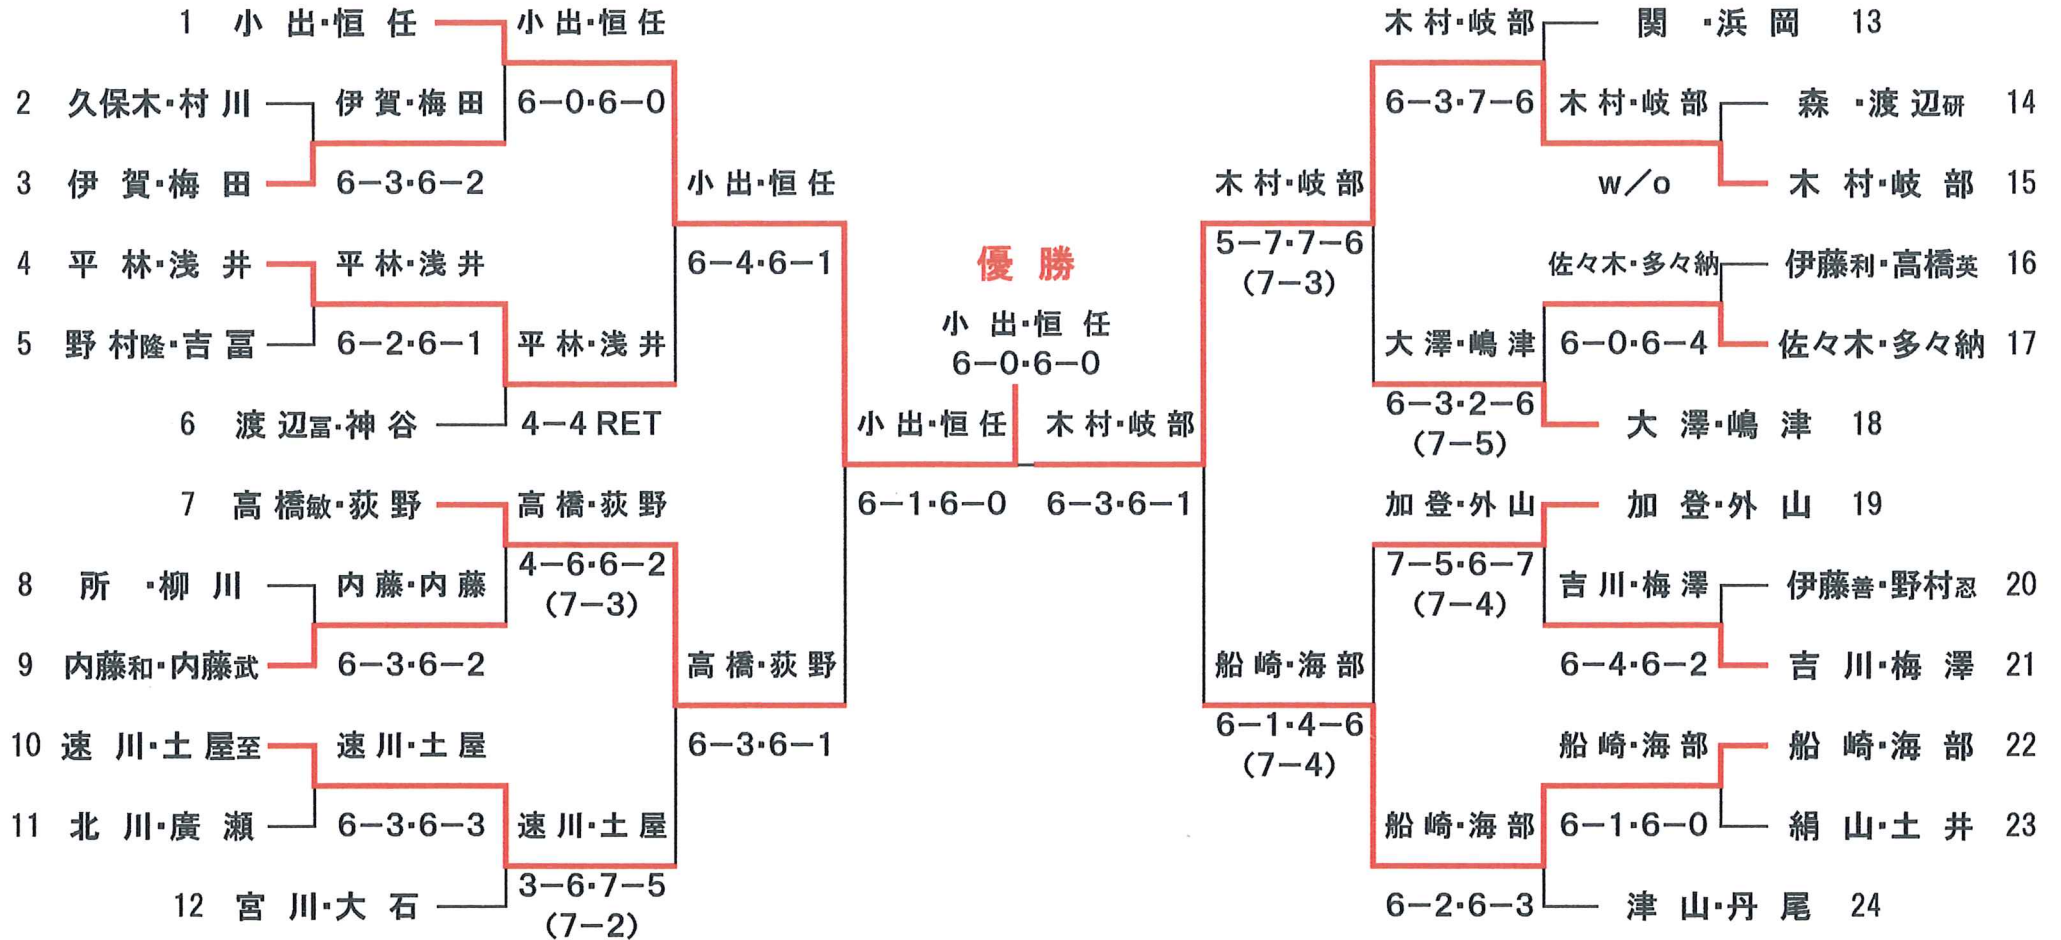 1 小出・恒任
小出・恒任
2 久保木・村川
伊賀・梅田
6-0・6-0
3 伊賀・梅田
6-3・6-2
小出・恒任
4 平林・浅井
平林・浅井
6-4・6-1
5 野村隆・吉冨
6-2・6-1
平林・浅井
6 渡辺冨・神谷
4-4 RET
小出・恒任
7 高橋敏・荻野
高橋・荻野
6-1・6-0
4-6・6-2
(7-3)
8 所・柳川
内藤・内藤
9 内藤和・内藤武
6-3・6-2
高橋・荻野
10 速川・土屋至
速川・土屋
6-3・6-1
11 北川・廣瀬
6-3・6-3
速川・土屋
3-6・7-5
(7-2)
12 宮川・大石
優勝
小出・恒任
6-0・6-0
木村・岐部
関・浜岡 13
6-3・7-6
木村・岐部
森・渡辺研 14
木村・岐部
w/o
木村・岐部 15
5-7・7-6
(7-3)
佐々木・多々納
伊藤利・高橋英 16
大澤・嶋津
6-0・6-4
佐々木・多々納 17
6-3・2-6
(7-5)
大澤・嶋津 18
木村・岐部
6-3・6-1
加登・外山
加登・外山 19
7-5・6-7
(7-4)
吉川・梅澤
伊藤善・野村忍 20
船崎・海部
6-4・6-2
吉川・梅澤 21
6-1・4-6
(7-4)
船崎・海部
船崎・海部 22
船崎・海部
6-1・6-0
絹山・土井 23
6-2・6-3
津山・丹尾 24